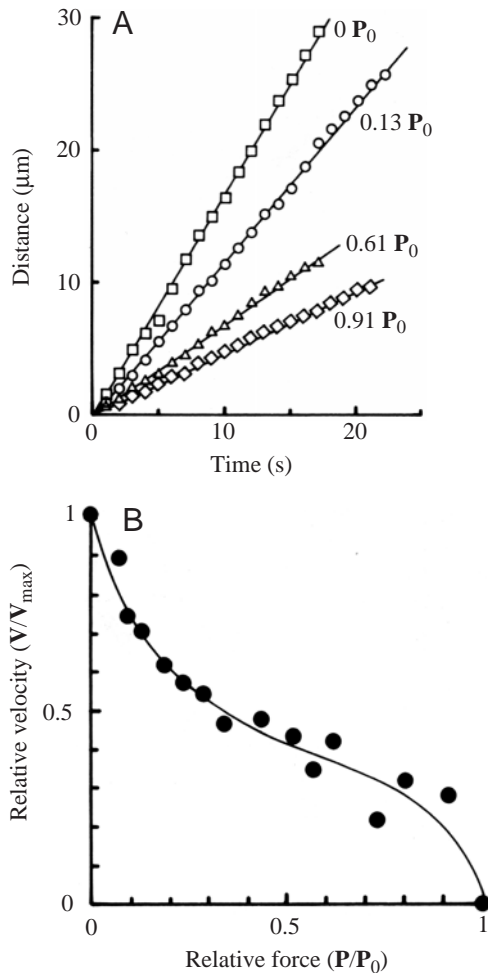 A
30
20
10
0
Distance (µm)
0 P₀
0.13 P₀
0.61 P₀
0.91 P₀
0
10
20
Time (s)
B
1
0.5
0
Relative velocity (V/Vmax)
0
0.5
1
Relative force (P/P₀)